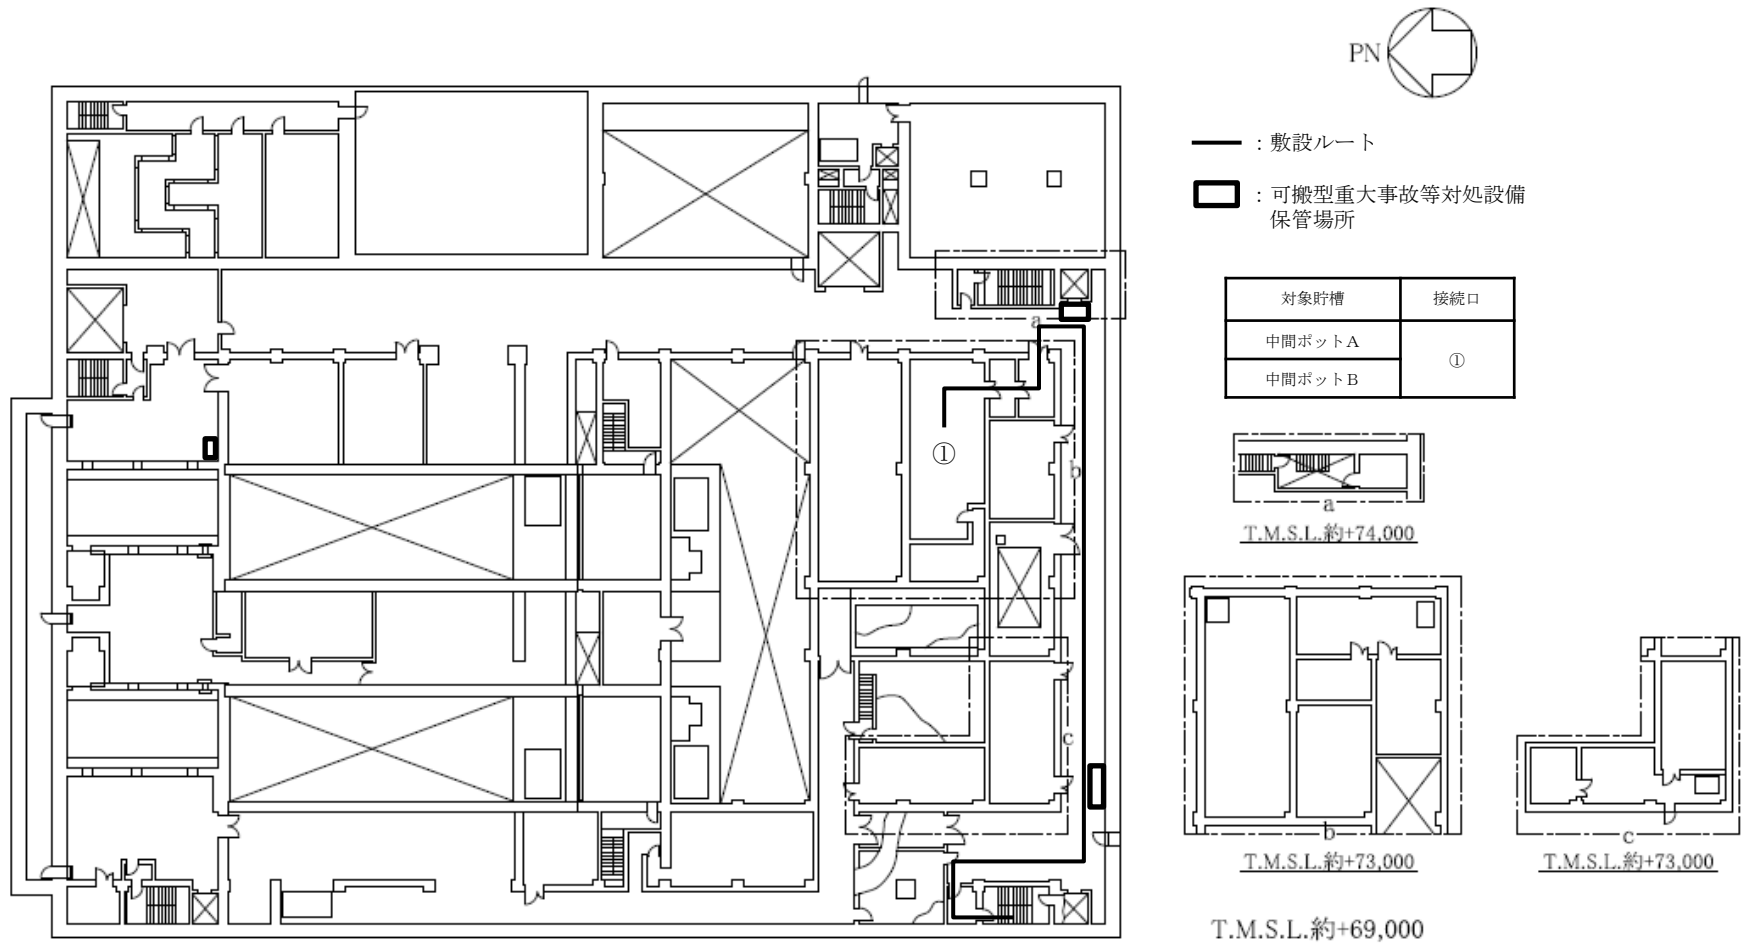 PN
：敷設ルート
：可搬型重大事故等対処設備
保管場所
対象貯槽 接続口
中間ポットA ①
中間ポットB
a
①
b
c
a
T.M.S.L.約+74,000
b
T.M.S.L.約+73,000
c
T.M.S.L.約+73,000
T.M.S.L.約+69,000